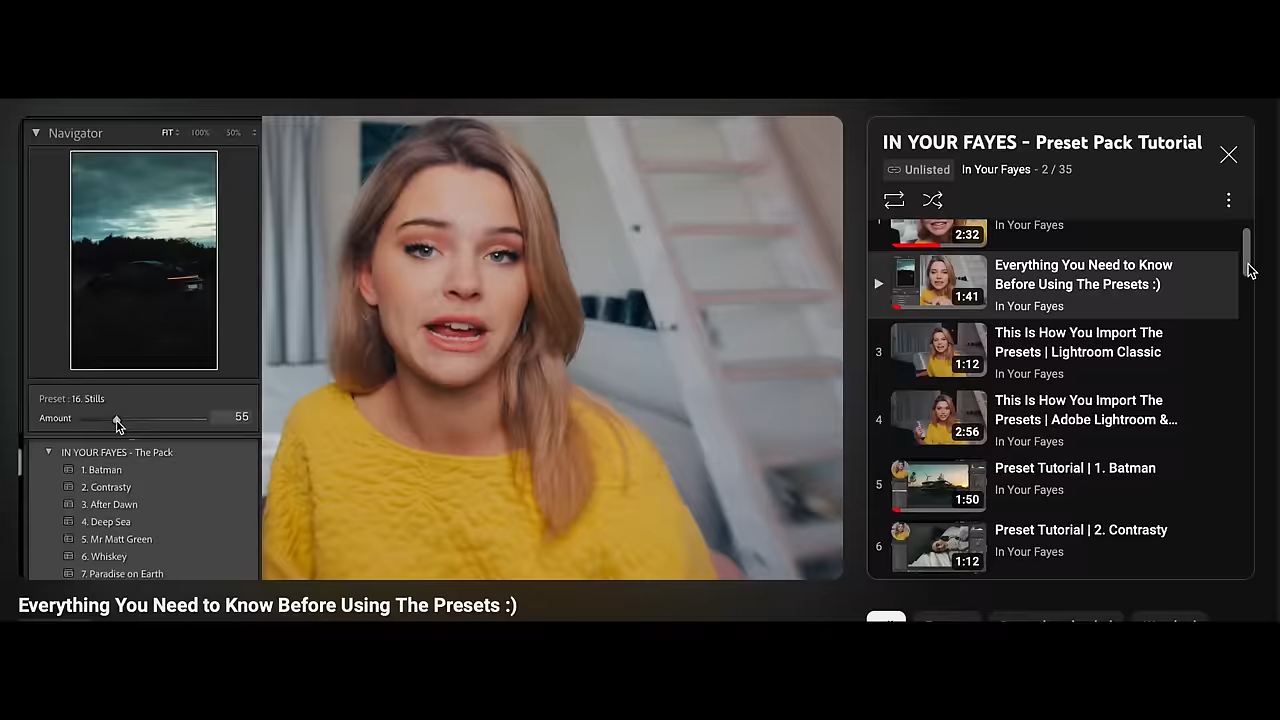 Navigator
FIT
100%
50%
Preset : 16. Stills
Amount
55
IN YOUR FAYES - The Pack
1. Batman
2. Contrasty
3. After Dawn
4. Deep Sea
5. Mr Matt Green
6. Whiskey
7. Paradise on Earth
Everything You Need to Know Before Using The Presets :)
IN YOUR FAYES - Preset Pack Tutorial
Unlisted
In Your Fayes - 2 / 35
2:32
In Your Fayes
1:41
Everything You Need to Know
Before Using The Presets :)
In Your Fayes
3
1:12
This Is How You Import The
Presets | Lightroom Classic
In Your Fayes
4
2:56
This Is How You Import The
Presets | Adobe Lightroom &...
In Your Fayes
5
1:50
Preset Tutorial | 1. Batman
In Your Fayes
6
1:12
Preset Tutorial | 2. Contrasty
In Your Fayes